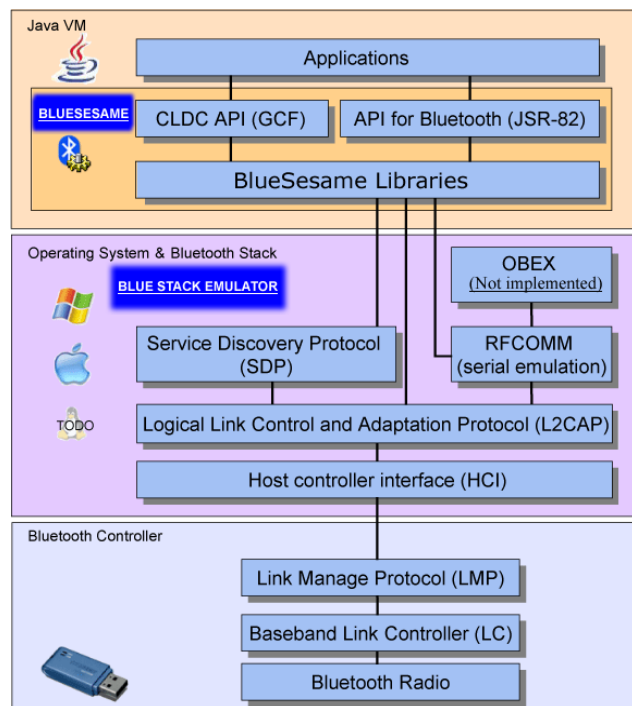 Java VM
Applications
BLUESESAME
CLDC API (GCF)
API for Bluetooth (JSR-82)
BlueSesame Libraries
Operating System & Bluetooth Stack
BLUE STACK EMULATOR
OBEX
(Not implemented)
Service Discovery Protocol
(SDP)
RFCOMM
(serial emulation)
TODO
Logical Link Control and Adaptation Protocol (L2CAP)
Host controller interface (HCI)
Bluetooth Controller
Link Manage Protocol (LMP)
Baseband Link Controller (LC)
Bluetooth Radio